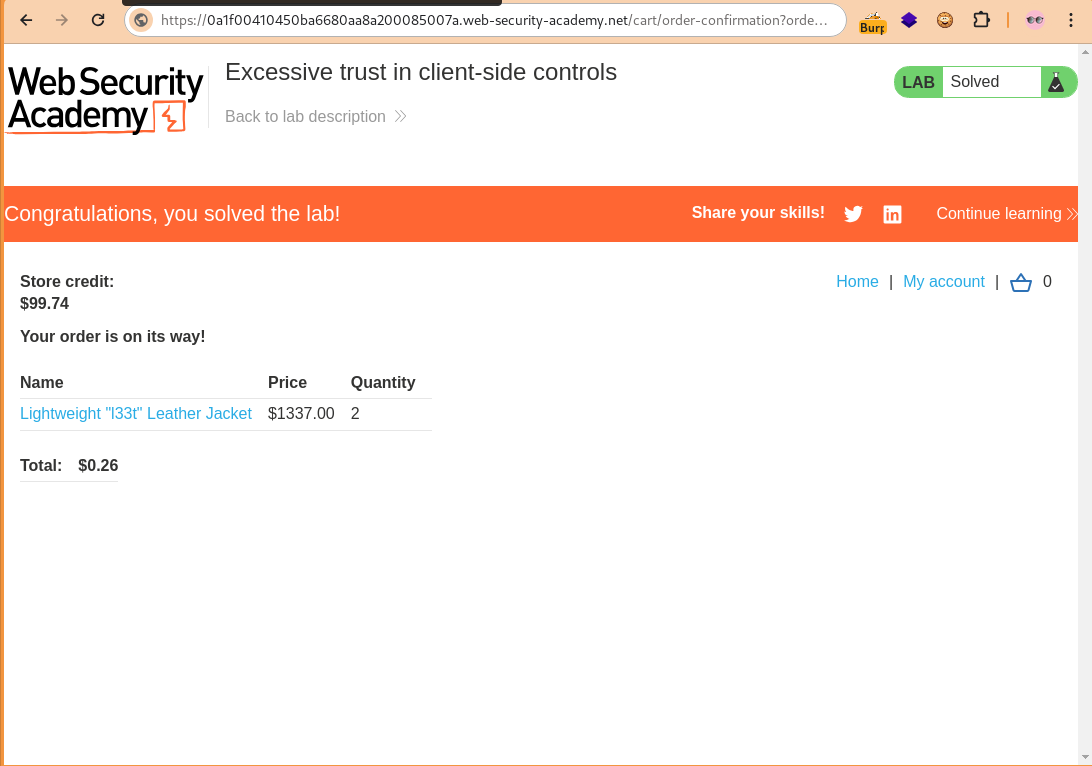 https://0a1f00410450ba6680aa8a200085007a.web-security-academy.net/cart/order-confirmation?orde...
Burp
Web Security
Academy
Excessive trust in client-side controls
Back to lab description
LAB Solved
Congratulations, you solved the lab!
Share your skills!
Continue learning
Store credit:
$99.74
Home | My account | 0
Your order is on its way!
Name Price Quantity
Lightweight "l33t" Leather Jacket $1337.00 2
Total: $0.26